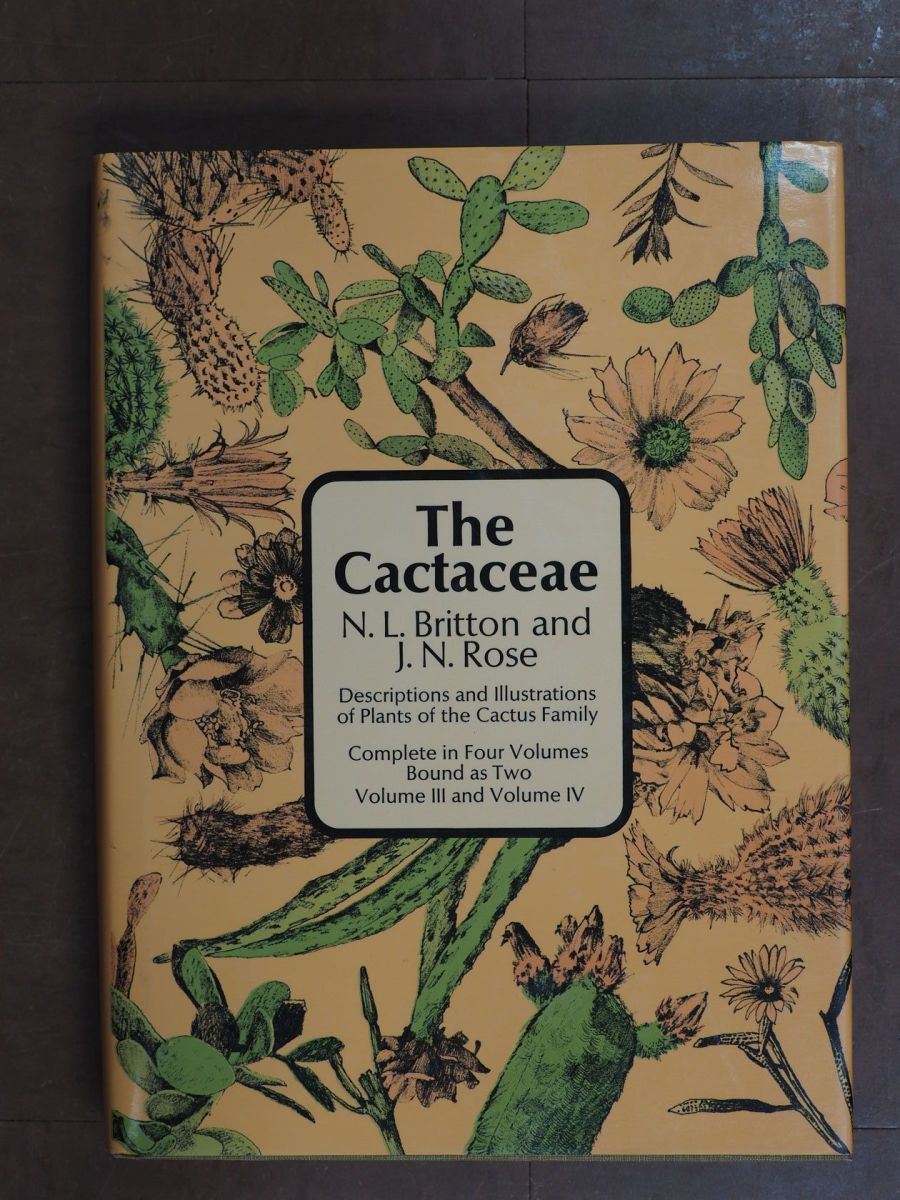 The
Cactaceae
N. L. Britton and
J. N. Rose
Descriptions and Illustrations
of Plants of the Cactus Family
Complete in Four Volumes
Bound as Two
Volume III and Volume IV